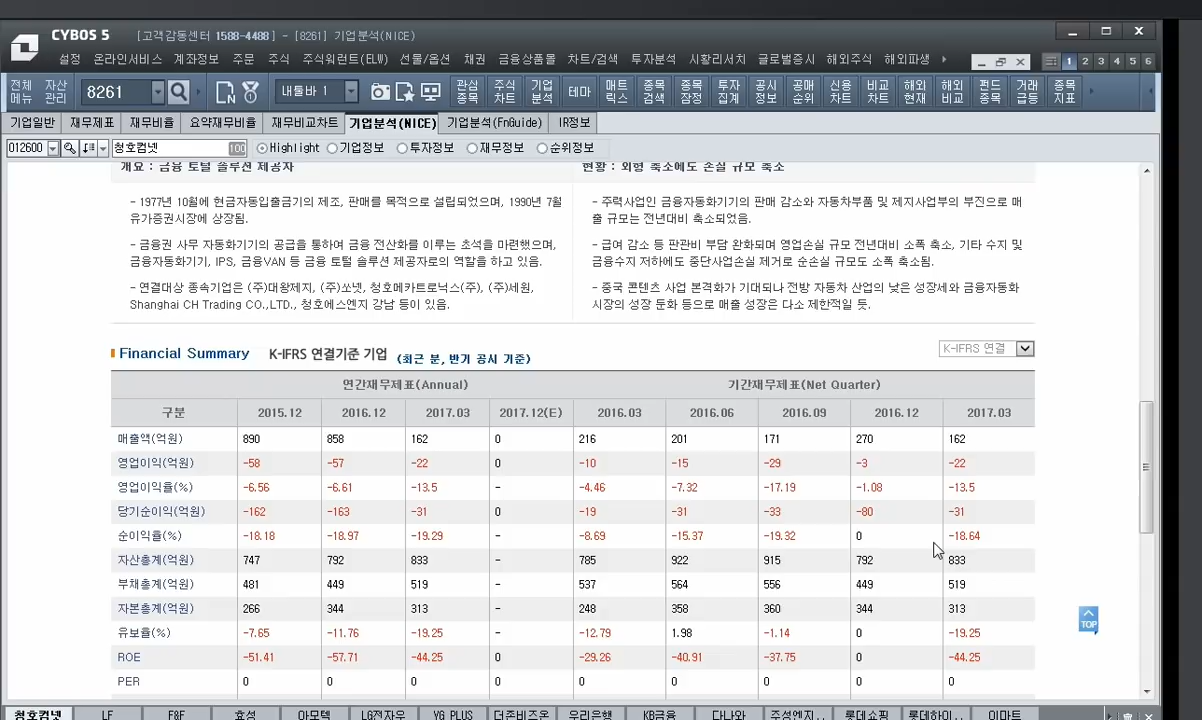 CYBOS 5 [고객감동센터 1588-4488] - [8261] 기업분석(NICE)
설정 온라인서비스 계좌정보 주문 주식 주식워런트(ELW) 선물/옵션 채권 금융상품몰 차트/검색 투자분석 시황리서치 글로벌증시 해외주식 해외파생 1 2 3 4 5 6
전체메뉴 자산관리 8261 내툴바 1 관심종목 주식차트 기업분석 테마 매트릭스 종목검색 종목잠정 투자집계 공시정보 공매순위 신용차트 비교차트 해외현재 해외비교 펀드종목 거래급등 종목지표
기업일반 재무제표 재무비율 요약재무비율 재무비교차트 기업분석(NICE) 기업분석(FnGuide) IR정보
012600 청호컴넷 100 Highlight 기업정보 투자정보 재무정보 순위정보
개요 : 금융 토털 솔루션 제공자
- 1977년 10월에 현금자동입출금기의 제조, 판매를 목적으로 설립되었으며, 1990년 7월
유가증권시장에 상장됨.
- 금융권 사무 자동화기기의 공급을 통하여 금융 전산화를 이루는 초석을 마련했으며,
금융자동화기기, IPS, 금융VAN 등 금융 토털 솔루션 제공자로의 역할을 하고 있음.
- 연결대상 종속기업은 (주)대왕제지, (주)쏘넷, 청호메카트로닉스(주), (주)세원,
Shanghai CH Trading CO.,LTD., 청호에스엔지 강남 등이 있음.
현황 : 외형 축소에도 손실 규모 축소
- 주력사업인 금융자동화기기의 판매 감소와 자동차부품 및 제지사업부의 부진으로 매
출 규모는 전년대비 축소되었음.
- 급여 감소 등 판관비 부담 완화되며 영업손실 규모 전년대비 소폭 축소, 기타 수지 및
금융수지 저하에도 중단사업손실 제거로 순손실 규모도 소폭 축소됨.
- 중국 콘텐츠 사업 본격화가 기대되나 전방 자동차 산업의 낮은 성장세와 금융자동화
시장의 성장 둔화 등으로 매출 성장은 다소 제한적일 듯.
Financial Summary K-IFRS 연결기준 기업 (최근 분, 반기 공시 기준) K-IFRS 연결
연간재무제표(Annual) 기간재무제표(Net Quarter)
구분 2015.12 2016.12 2017.03 2017.12(E) 2016.03 2016.06 2016.09 2016.12 2017.03
매출액(억원) 890 858 162 0 216 201 171 270 162
영업이익(억원) -58 -57 -22 0 -10 -15 -29 -3 -22
영업이익률(%) -6.56 -6.61 -13.5 - -4.46 -7.32 -17.19 -1.08 -13.5
당기순이익(억원) -162 -163 -31 0 -19 -31 -33 -80 -31
순이익률(%) -18.18 -18.97 -19.29 - -8.69 -15.37 -19.32 0 -18.64
자산총계(억원) 747 792 833 - 785 922 915 792 833
부채총계(억원) 481 449 519 - 537 564 556 449 519
자본총계(억원) 266 344 313 - 248 358 360 344 313
유보율(%) -7.65 -11.76 -19.25 - -12.79 1.98 -1.14 0 -19.25
ROE -51.41 -57.71 -44.25 0 -29.26 -40.91 -37.75 0 -44.25
PER 0 0 0 0 0 0 0 0 0
TOP
청호컴넷 LF F&F 효성 아모텍 LG전자우 YG PLUS 더존비즈온 우리은행 KB금융 다나와 주성엔지.. 롯데쇼핑 롯데하이.. 이마트